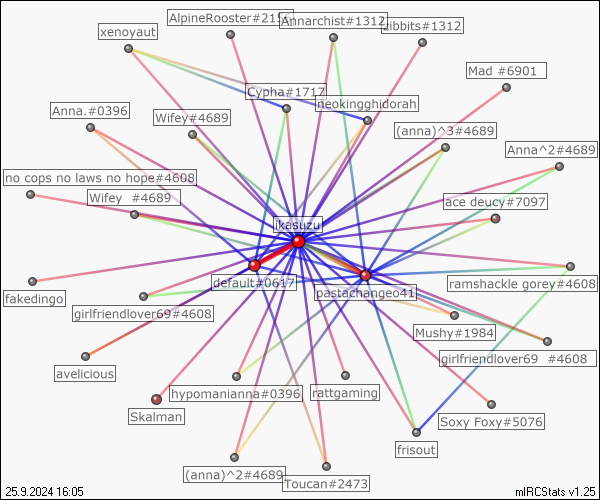 AlpineRooster#215
Annarchist#1312
zibbits#1312
xenoyaut
Mad #6901
Cypha#1717
neokingghidorah
Anna.#0396
Wifey#4689
(anna)^3#4689
Anna^2#4689
no cops no laws no hope#4608
Wifey  #4689
ace deucy#7097
ikasuzu
default#0617
pastachangeo41
ramshackle gorey#4608
fakedingo
girlfriendlover69#4608
Mushy#1984
girlfriendlover69  #4608
avelicious
hypomanianna#0396
rattgaming
Skalman
Soxy Foxy#5076
frisout
(anna)^2#4689
Toucan#2473
25.9.2024 16:05
mIRCStats v1.25